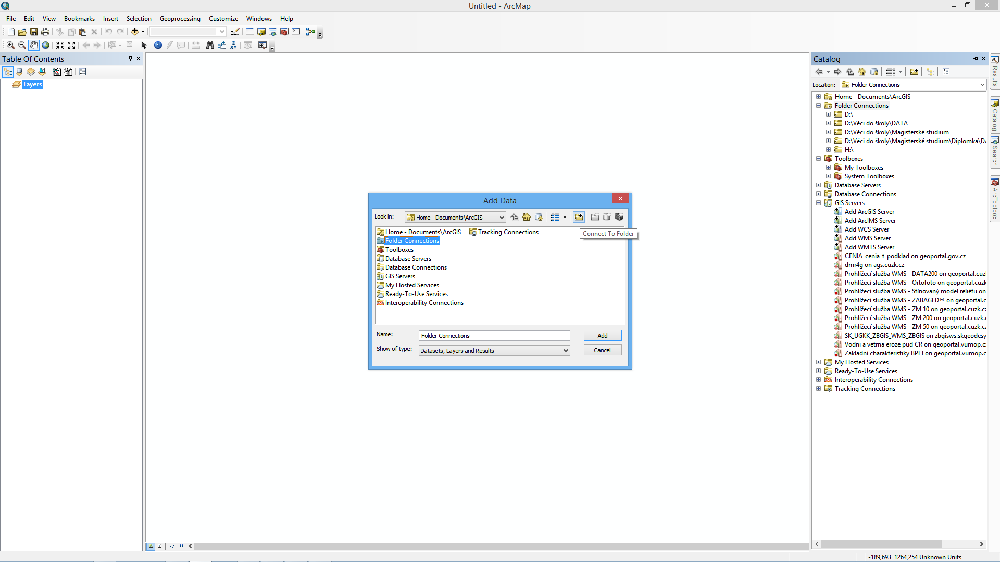 Untitled - ArcMap
File Edit View Bookmarks Insert Selection Geoprocessing Customize Windows Help
Table Of Contents
Layers
Add Data
Look in: Home - Documents\ArcGIS
Home - Documents\ArcGIS Tracking Connections
Connect To Folder
Folder Connections
Toolboxes
Database Servers
Database Connections
GIS Servers
My Hosted Services
Ready-To-Use Services
Interoperability Connections
Name: Folder Connections Add
Show of type: Datasets, Layers and Results Cancel
Catalog
Location: Folder Connections
Home - Documents\ArcGIS
Folder Connections
D:\
D:\Věci do školy\DATA
D:\Věci do školy\Magisterské studium
D:\Věci do školy\Magisterské studium\Diplomka\DA
H:\
Toolboxes
My Toolboxes
System Toolboxes
Database Servers
Database Connections
GIS Servers
Add ArcGIS Server
Add ArcIMS Server
Add WCS Server
Add WMS Server
Add WMTS Server
CENIA_cenia_t_podklad on geoportal.gov.cz
dmr4g on ags.cuzk.cz
Prohlížecí služba WMS - DATA200 on geoportal.cuz
Prohlížecí služba WMS - Ortofoto on geoportal.cuzk
Prohlížecí služba WMS - Stínovaný model reliéfu on
Prohlížecí služba WMS - ZABAGED® on geoportal.c
Prohlížecí služba WMS - ZM 10 on geoportal.cuzk.cz
Prohlížecí služba WMS - ZM 200 on geoportal.cuzk.
Prohlížecí služba WMS - ZM 50 on geoportal.cuzk.cz
SK_UGKK_ZBGIS_WMS_ZBGIS on zbgisws.skgeodesy
Vodni a vetrna eroze pud CR on geoportal.vumop.c
Zakladní charakteristiky BPEJ on geoportal.vumop.c
My Hosted Services
Ready-To-Use Services
Interoperability Connections
Tracking Connections
Results
Catalog
Search
ArcToolbox
-189,693 1264,254 Unknown Units